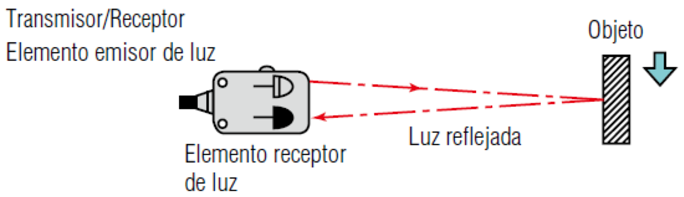 Transmisor/Receptor
Elemento emisor de luz
Objeto
Luz reflejada
Elemento receptor
de luz